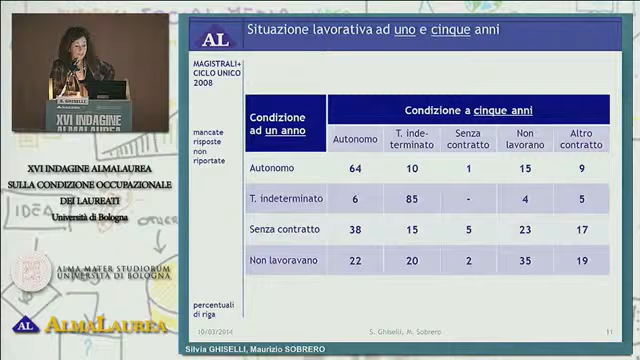 S. GHISELLI
XVI INDAGINE
ALMALAUREA
XVI INDAGINE ALMALAUREA
SULLA CONDIZIONE OCCUPAZIONALE
DEI LAUREATI
Università di Bologna
IDEA
ALMA MATER STUDIORUM
UNIVERSITÀ DI BOLOGNA
AL ALMALAUREA
AL
Situazione lavorativa ad uno e cinque anni
MAGISTRALI+
CICLO UNICO
2008
mancate
risposte
non
riportate
percentuali
di riga
Condizione
ad un anno
Condizione a cinque anni
Autonomo T. inde-terminato Senza contratto Non lavorano Altro contratto
Autonomo 64 10 1 15 9
T. indeterminato 6 85 - 4 5
Senza contratto 38 15 5 23 17
Non lavoravano 22 20 2 35 19
10/03/2014 S. Ghiselli, M. Sobrero 11
Silvia GHISELLI, Maurizio SOBRERO